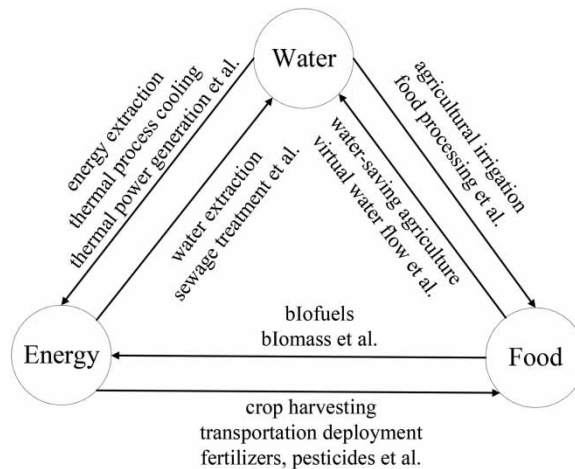 Water
energy extraction
thermal process cooling
thermal power generation et al.
water extraction
sewage treatment et al.
agricultural irrigation
food processing et al.
water-saving agriculture
virtual water flow et al.
bIofuels
bIomass et al.
Energy
Food
crop harvesting
transportation deployment
fertilizers, pesticides et al.